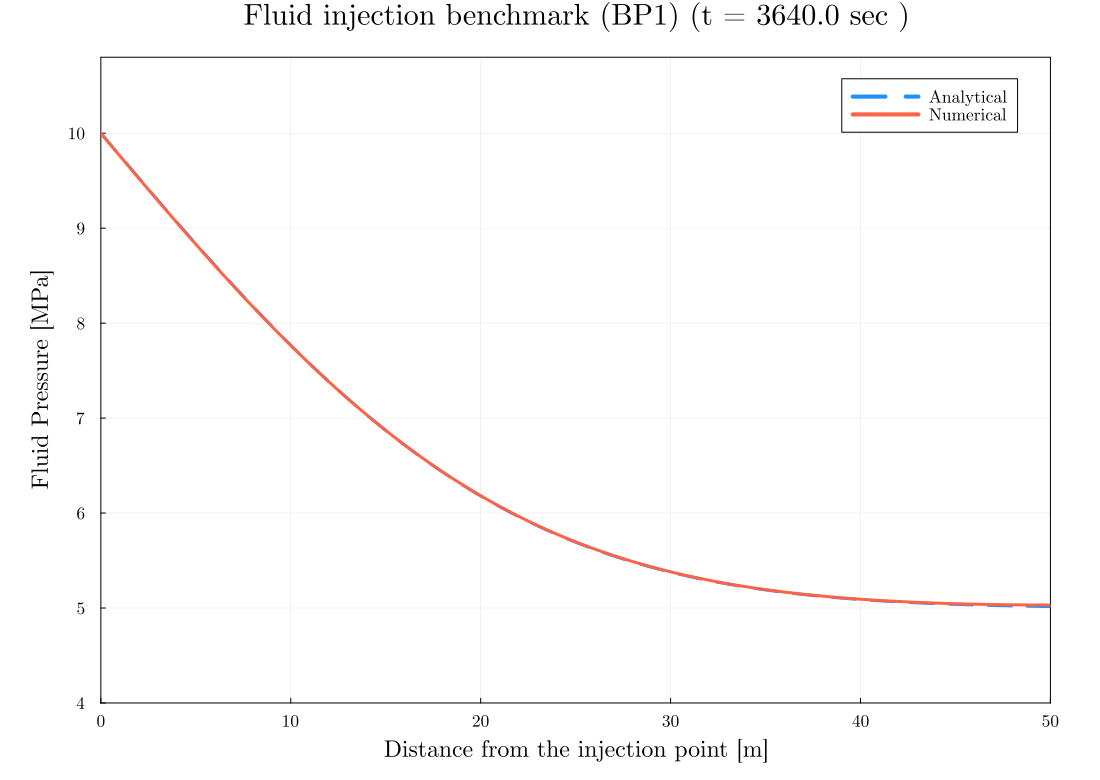 Fluid injection benchmark (BP1) (t = 3640.0 sec )
Analytical
Numerical
Fluid Pressure [MPa]
10
9
8
7
6
5
4
0 10 20 30 40 50
Distance from the injection point [m]